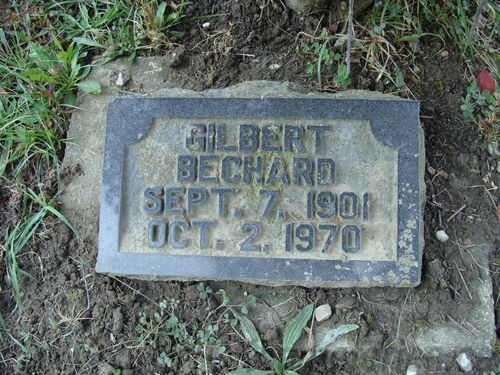 GILBERT
BECHARD
SEPT. 7, 1901
OCT. 2, 1970